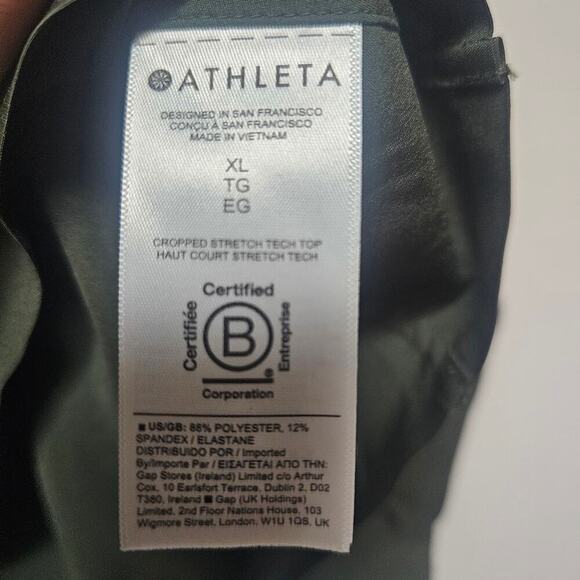 ATHLETA
DESIGNED IN SAN FRANCISCO
CONÇU À SAN FRANCISCO
MADE IN VIETNAM
XL
TG
EG
CROPPED STRETCH TECH TOP
HAUT COURT STRETCH TECH
Certified
Certifiée
B
Entreprise
®
Corporation
■ US/GB: 88% POLYESTER, 12%
SPANDEX / ELASTANE
DISTRIBUIDO POR / Imported
By/Importe Par / ΕΙΣΑΓΕΤΑΙ ΑΠΟ ΤΗΝ:
Gap Stores (Ireland) Limited c/o Arthur
Cox, 10 Earlsfort Terrace, Dublin 2, D02
T380, Ireland ■ Gap (UK Holdings)
Limited, 2nd Floor Nations House, 103
Wigmore Street, London, W1U 1QS, UK